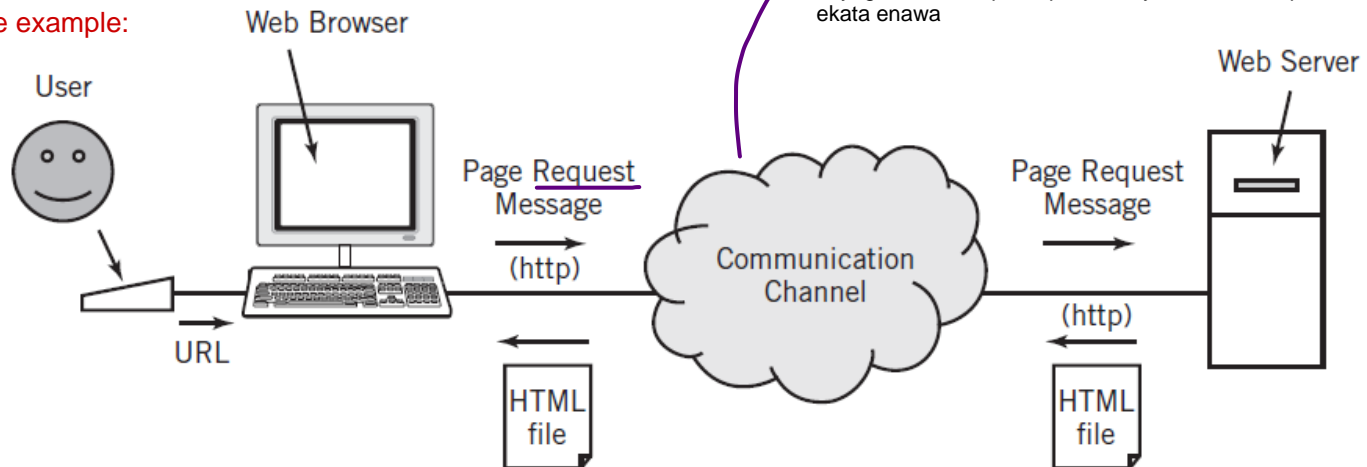 e example:
ekata enawa
Web Browser
Web Server
User
Page Request
Message
(http)
Page Request
Message
(http)
Communication
Channel
URL
HTML
file
HTML
file